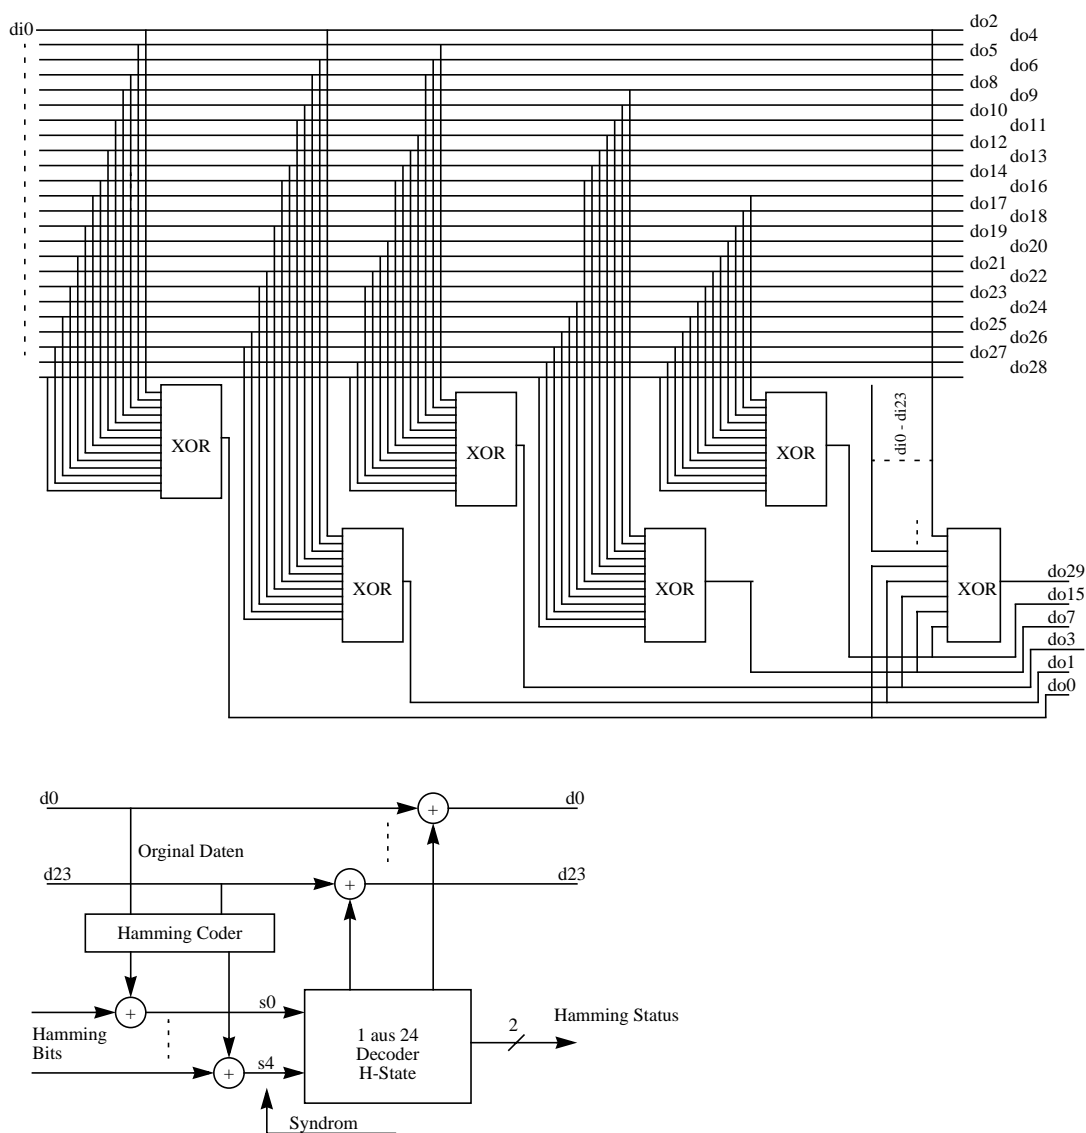 di0
do2
do4
do5
do6
do8
do9
do10
do11
do12
do13
do14
do16
do17
do18
do19
do20
do21
do22
do23
do24
do25
do26
do27
do28
di0 - di23
XOR
XOR
XOR
XOR
XOR
XOR
do29
do15
do7
do3
do1
do0
d0
+
d0
Orginal Daten
d23
+
d23
Hamming Coder
+
s0
Hamming
Bits
+
s4
1 aus 24
Decoder
H-State
2
Hamming Status
Syndrom